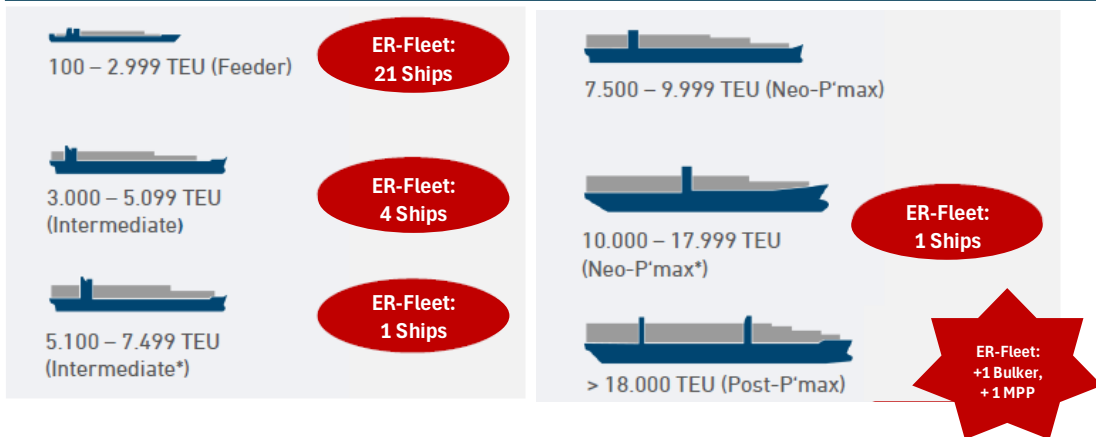 100 – 2.999 TEU (Feeder)
ER-Fleet:
21 Ships
3.000 – 5.099 TEU
(Intermediate)
ER-Fleet:
4 Ships
5.100 – 7.499 TEU
(Intermediate*)
ER-Fleet:
1 Ships
7.500 – 9.999 TEU (Neo-P‘max)
10.000 – 17.999 TEU
(Neo-P‘max*)
ER-Fleet:
1 Ships
> 18.000 TEU (Post-P‘max)
ER-Fleet:
+1 Bulker,
+ 1 MPP